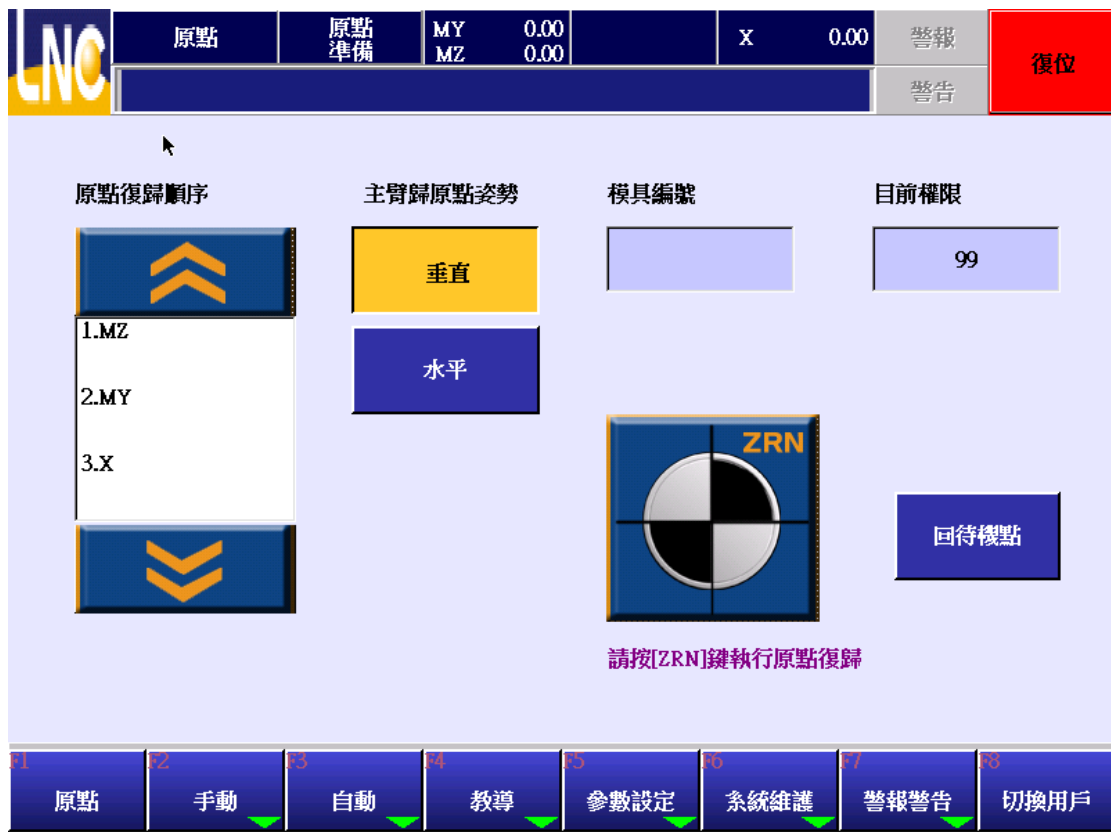 LNC
原點
原點
準備
MY 0.00
MZ 0.00
X 0.00
警報
警告
復位
原點復歸順序
主臂歸原點姿勢
模具編號
目前權限
垂直
99
1.MZ
水平
2.MY
3.X
ZRN
回待機點
請按[ZRN]鍵執行原點復歸
F1 F2 F3 F4 F5 F6 F7 F8
原點 手動 自動 教導 參數設定 系統維護 警報警告 切換用戶